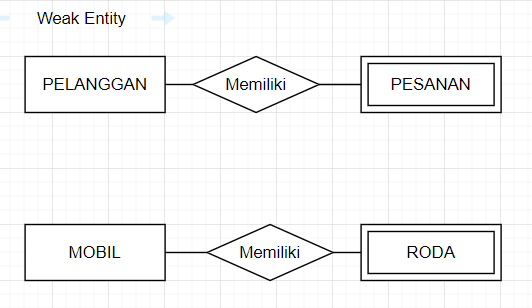 Weak Entity
PELANGGAN Memiliki PESANAN
MOBIL Memiliki RODA